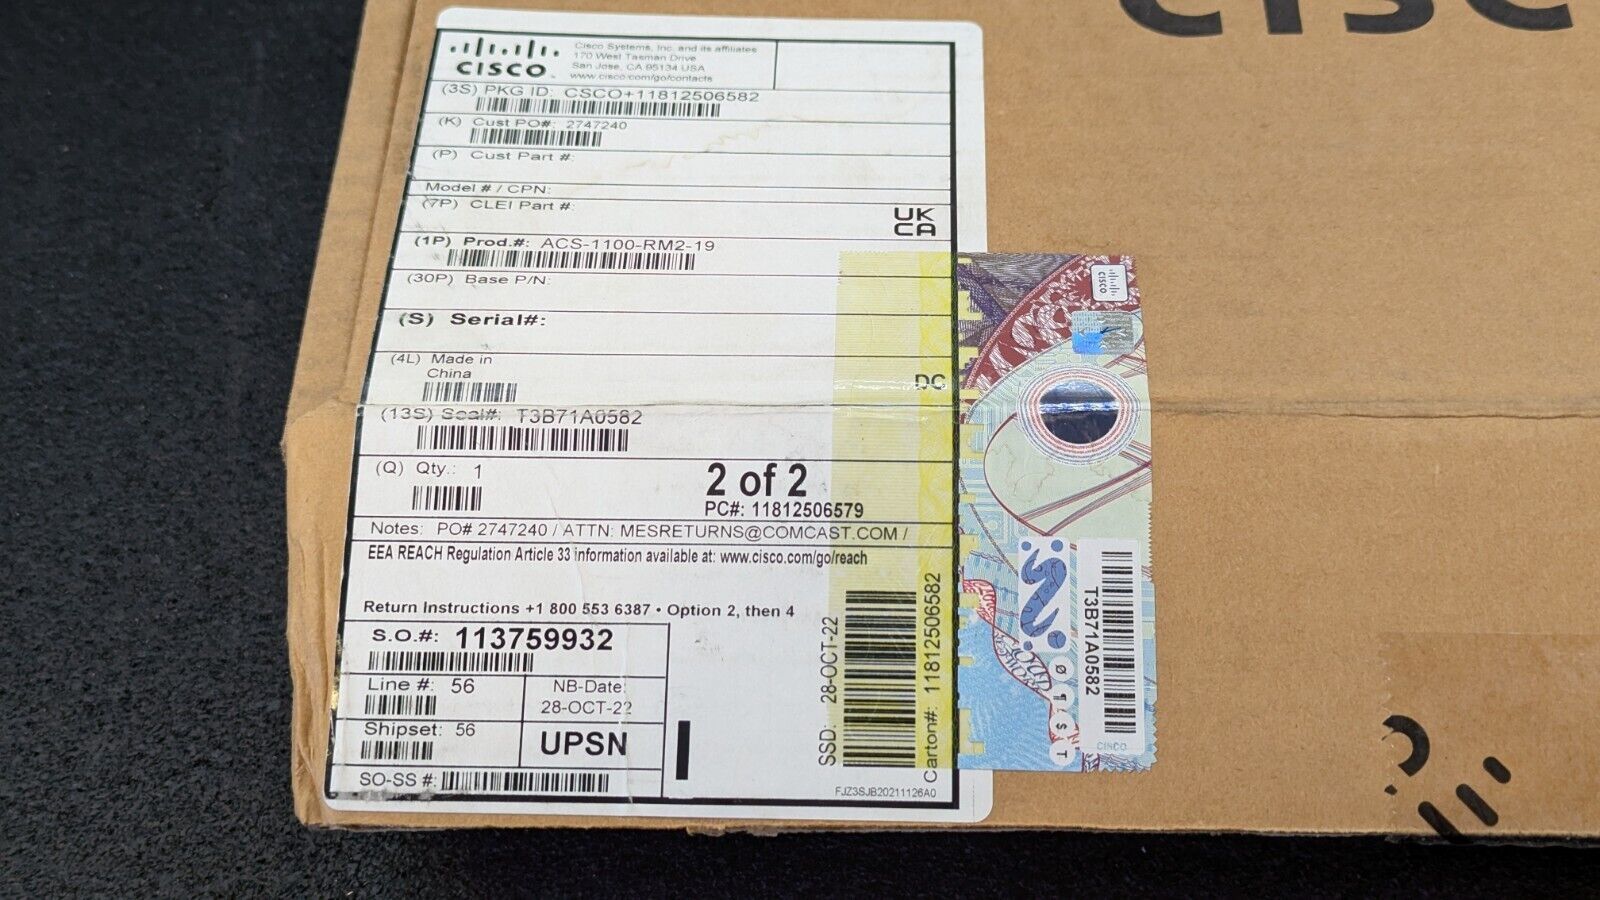 CISCO
CISCO
Cisco Systems, Inc. and its affiliates
170 West Tasman Drive
San Jose, CA 95134 USA
www.cisco.com/go/contacts
(3S) PKG ID: CSCO+11812506582
(K) Cust PO#: 2747240
(P) Cust Part #:
Model # / CPN:
(7P) CLEI Part #:
UK
CA
(1P) Prod.#: ACS-1100-RM2-19
(30P) Base P/N:
(S) Serial#:
(4L) Made in
China
DC
(13S) Seal#: T3B71A0582
(Q) Qty.: 1
2 of 2
PC#: 11812506579
Notes: PO# 2747240 / ATTN: MESRETURNS@COMCAST.COM /
EEA REACH Regulation Article 33 information available at: www.cisco.com/go/reach
Return Instructions +1 800 553 6387 • Option 2, then 4
S.O.#: 113759932
Line #: 56
NB-Date:
28-OCT-22
Shipset: 56
UPSN
SO-SS #:
SSD: 28-OCT-22
Carton#: 11812506582
FJZ3SJB20211126A0
CISCO
T3B71A0582
CISCO